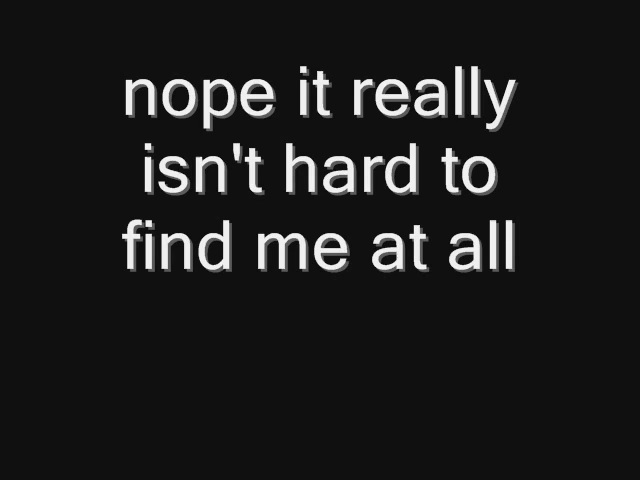 nope it really
isn't hard to
find me at all